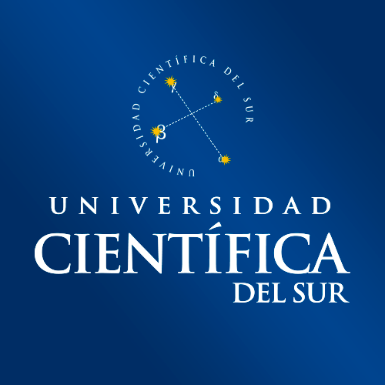 UNIVERSIDAD CIENTÍFICA DEL SUR
γ
δ
β
α
UNIVERSIDAD
CIENTÍFICA
DEL SUR